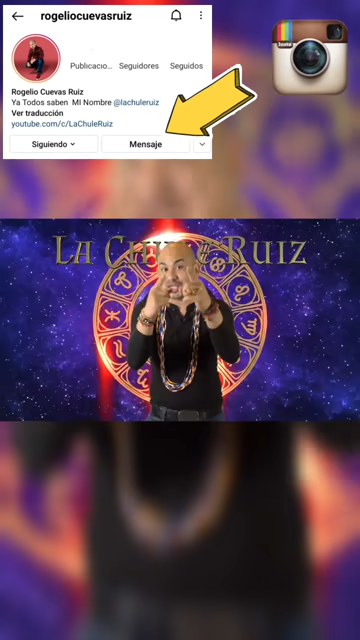 rogeliocuevasruiz
Publicacio... Seguidores Seguidos
Rogelio Cuevas Ruiz
Ya Todos saben MI Nombre @lachuleruiz
Ver traducción
youtube.com/c/LaChuleRuiz
Siguiendo Mensaje
Insta
LA CHULE RUIZ